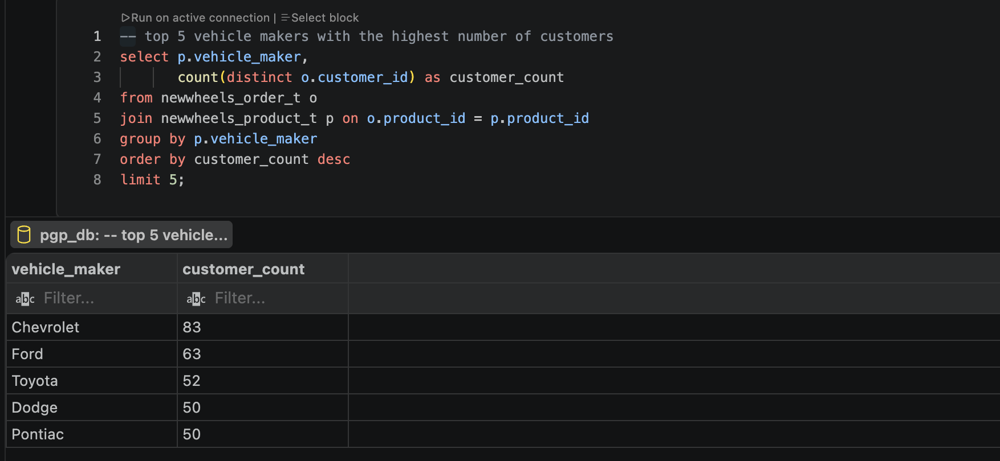 ▷Run on active connection | ≡Select block
1 -- top 5 vehicle makers with the highest number of customers
2 select p.vehicle_maker,
3 count(distinct o.customer_id) as customer_count
4 from newwheels_order_t o
5 join newwheels_product_t p on o.product_id = p.product_id
6 group by p.vehicle_maker
7 order by customer_count desc
8 limit 5;
pgp_db: -- top 5 vehicle...
vehicle_maker customer_count
abc Filter... abc Filter...
Chevrolet 83
Ford 63
Toyota 52
Dodge 50
Pontiac 50